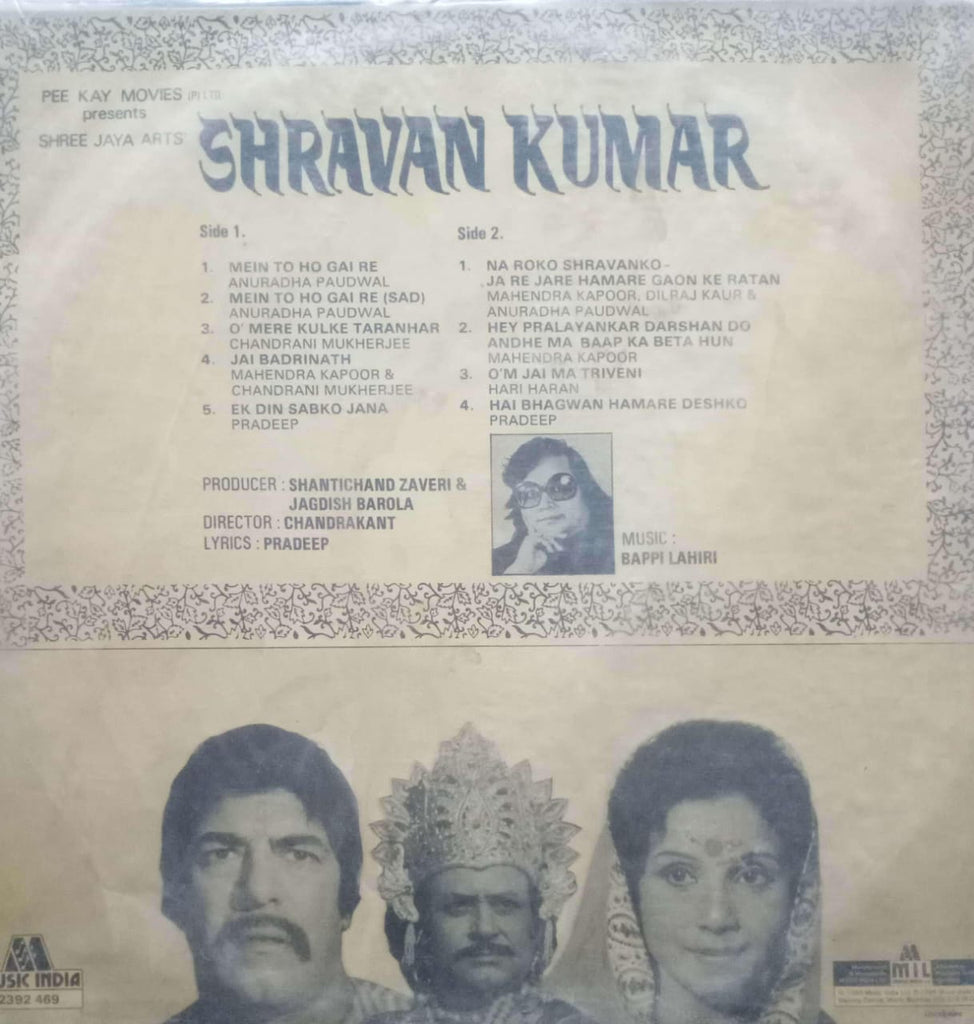 PEE KAY MOVIES (P) LTD
presents
SHREE JAYA ARTS'
SHRAVAN KUMAR
Side 1.
1. MEIN TO HO GAI RE
ANURADHA PAUDWAL
2. MEIN TO HO GAI RE (SAD)
ANURADHA PAUDWAL
3. O' MERE KULKE TARANHAR
CHANDRANI MUKHERJEE
4. JAI BADRINATH
MAHENDRA KAPOOR &
CHANDRANI MUKHERJEE
5. EK DIN SABKO JANA
PRADEEP
Side 2.
1. NA ROKO SHRAVANKO -
JA RE JARE HAMARE GAON KE RATAN
MAHENDRA KAPOOR, DILRAJ KAUR &
ANURADHA PAUDWAL
2. HEY PRALAYANKAR DARSHAN DO
ANDHE MA BAAP KA BETA HUN
MAHENDRA KAPOOR
3. O'M JAI MA TRIVENI
HARI HARAN
4. HAI BHAGWAN HAMARE DESHKO
PRADEEP
PRODUCER : SHANTICHAND ZAVERI &
JAGDISH BAROLA
DIRECTOR : CHANDRAKANT
LYRICS : PRADEEP
MUSIC :
BAPPI LAHIRI
USIC INDIA
2392 469
MIL